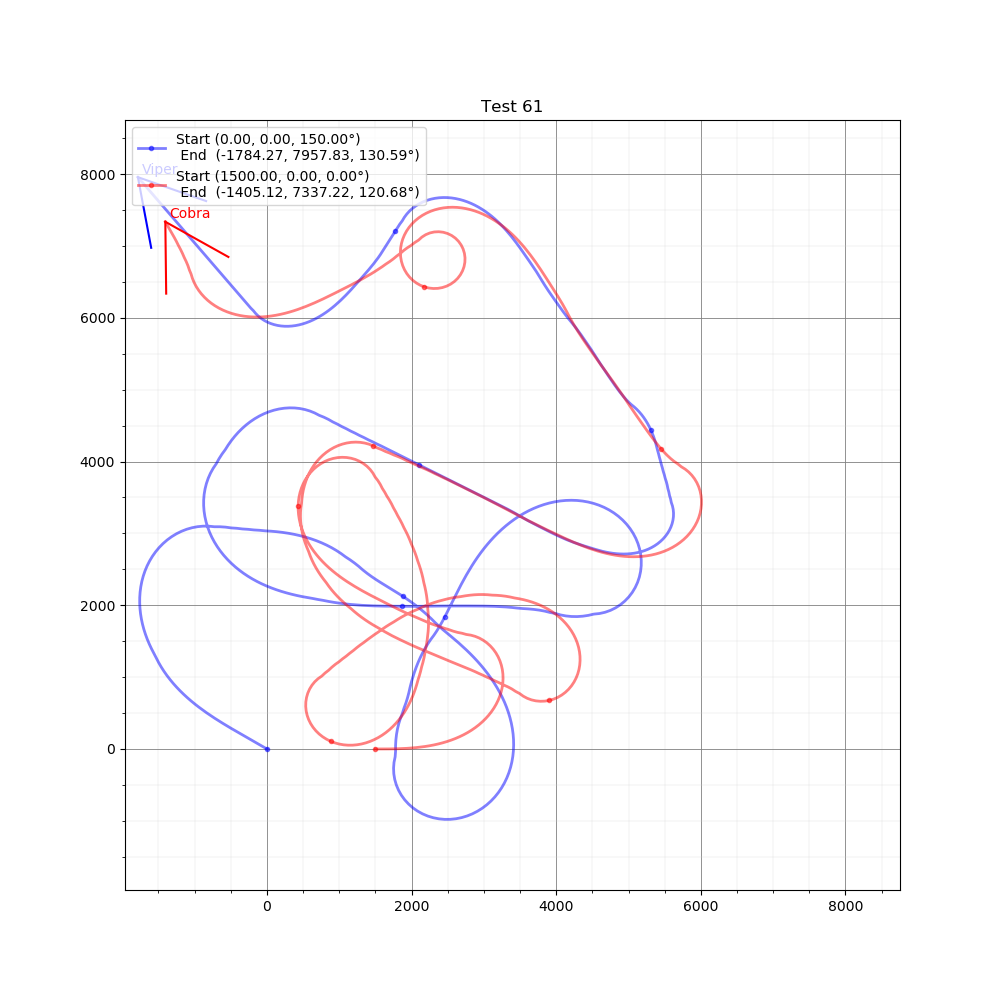 Test 61
Start (0.00, 0.00, 150.00°)
End (-1784.27, 7957.83, 130.59°)
Start (1500.00, 0.00, 0.00°)
End (-1405.12, 7337.22, 120.68°)
Viper
Cobra
8000
6000
4000
2000
0
0
2000
4000
6000
8000